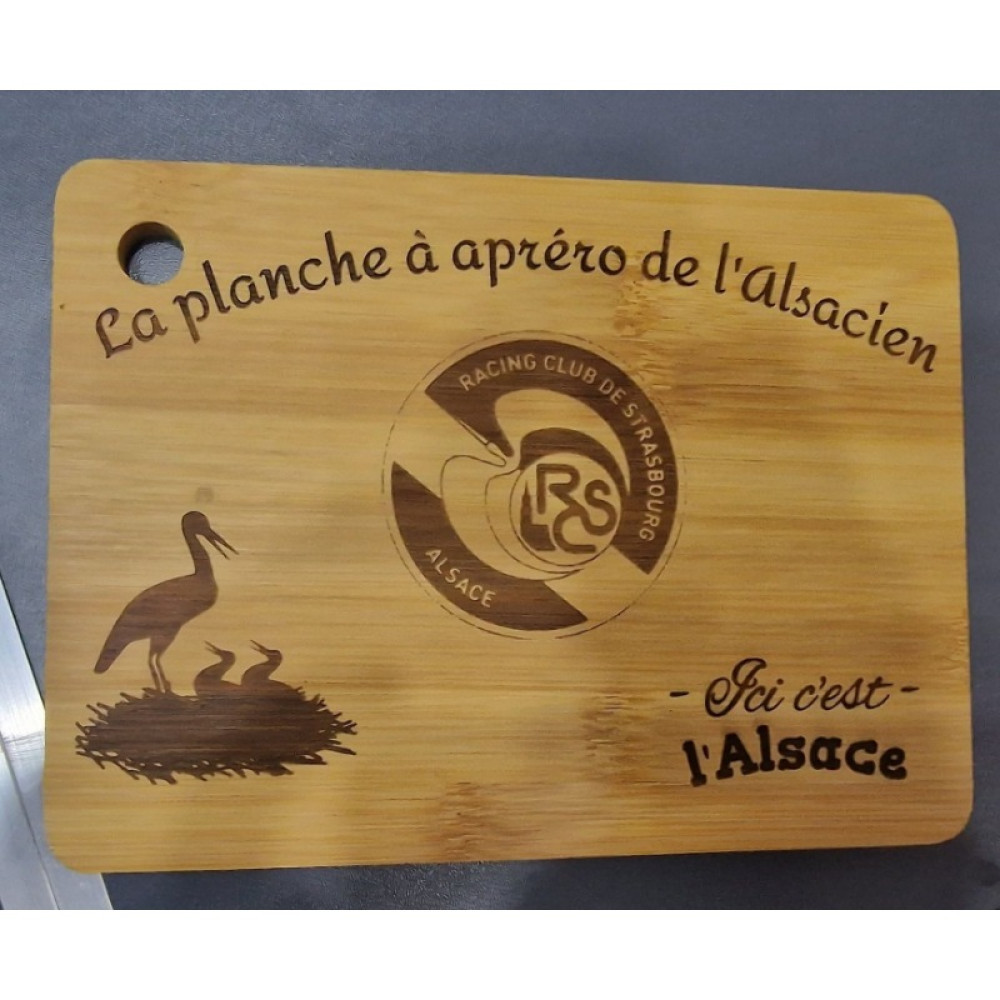 La planche à apréro de l'Alsacien
RACING CLUB DE STRASBOURG
RCS
ALSACE
- Ici c'est -
l'Alsace